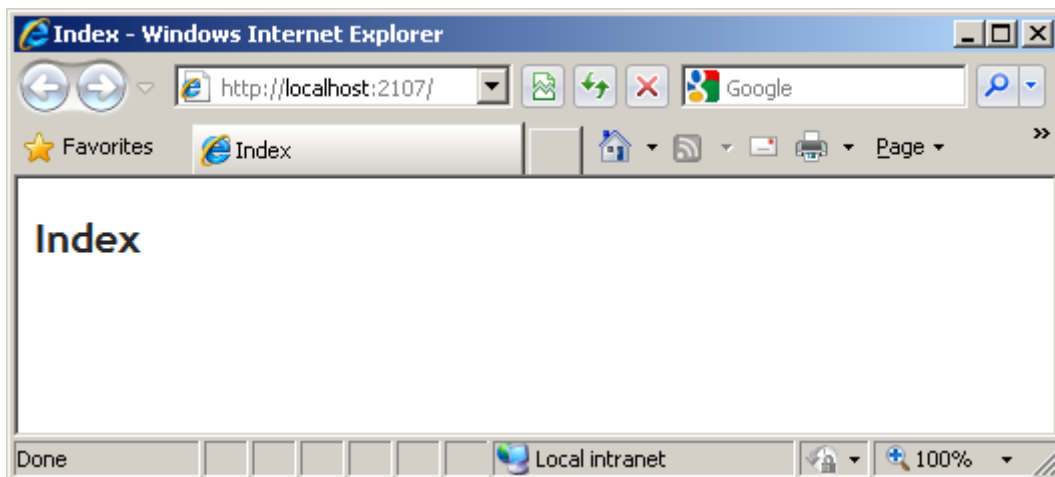 Index - Windows Internet Explorer
http://localhost:2107/
Google
Favorites
Index
Page
Index
Done
Local intranet
100%